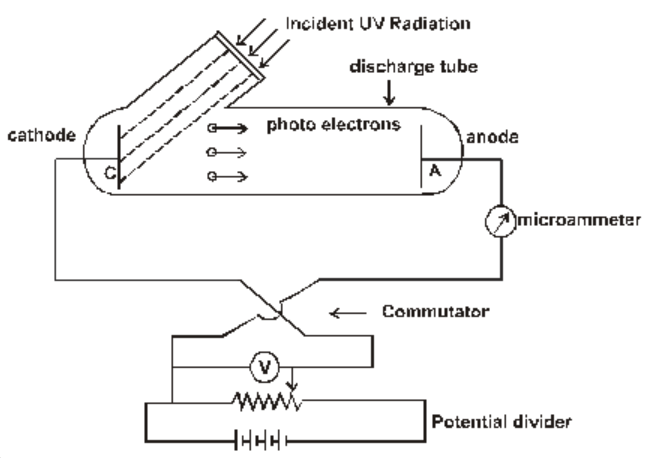 Incident UV Radiation
discharge tube
cathode
photo electrons
anode
C
A
microammeter
Commutator
V
Potential divider